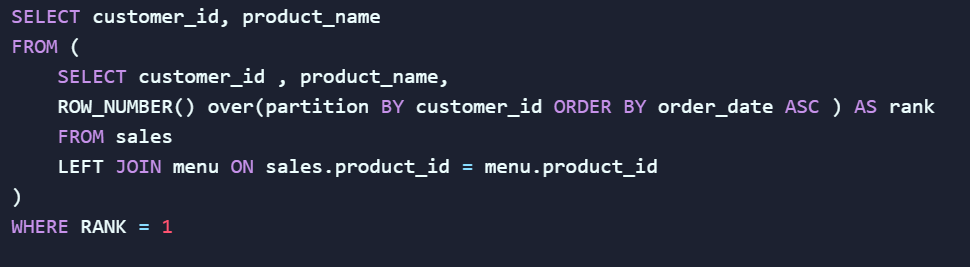 SELECT customer_id, product_name
FROM (
    SELECT customer_id , product_name,
    ROW_NUMBER() over(partition BY customer_id ORDER BY order_date ASC ) AS rank
    FROM sales
    LEFT JOIN menu ON sales.product_id = menu.product_id
)
WHERE RANK = 1